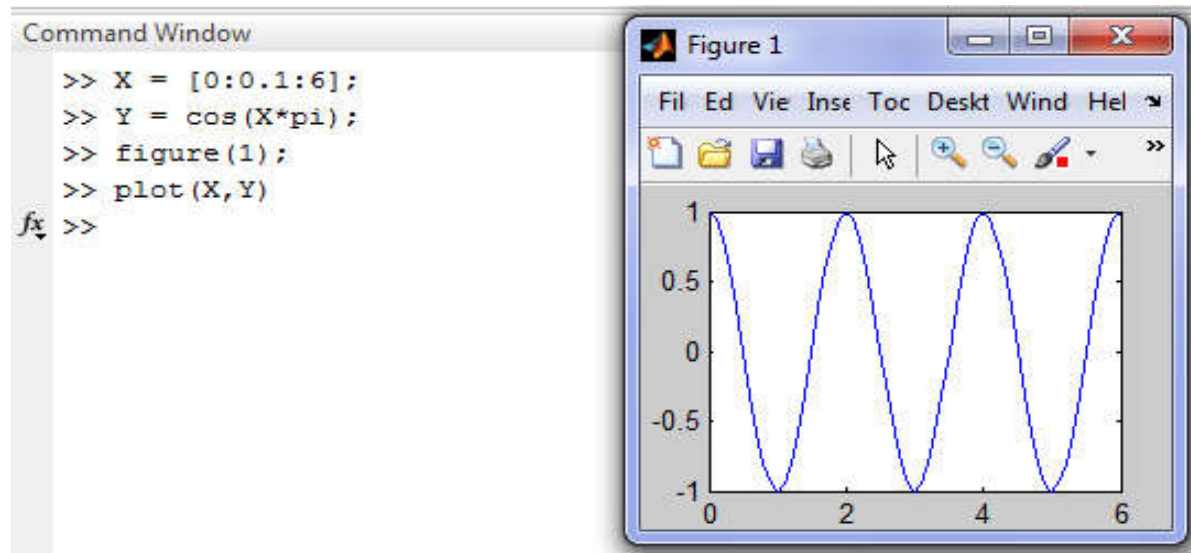 Command Window
>> X = [0:0.1:6];
>> Y = cos(X*pi);
>> figure(1);
>> plot(X,Y)
fx >>
Figure 1
Fil Ed Vie Inse Toc Deskt Wind Hel
1
0.5
0
-0.5
-1
0 2 4 6